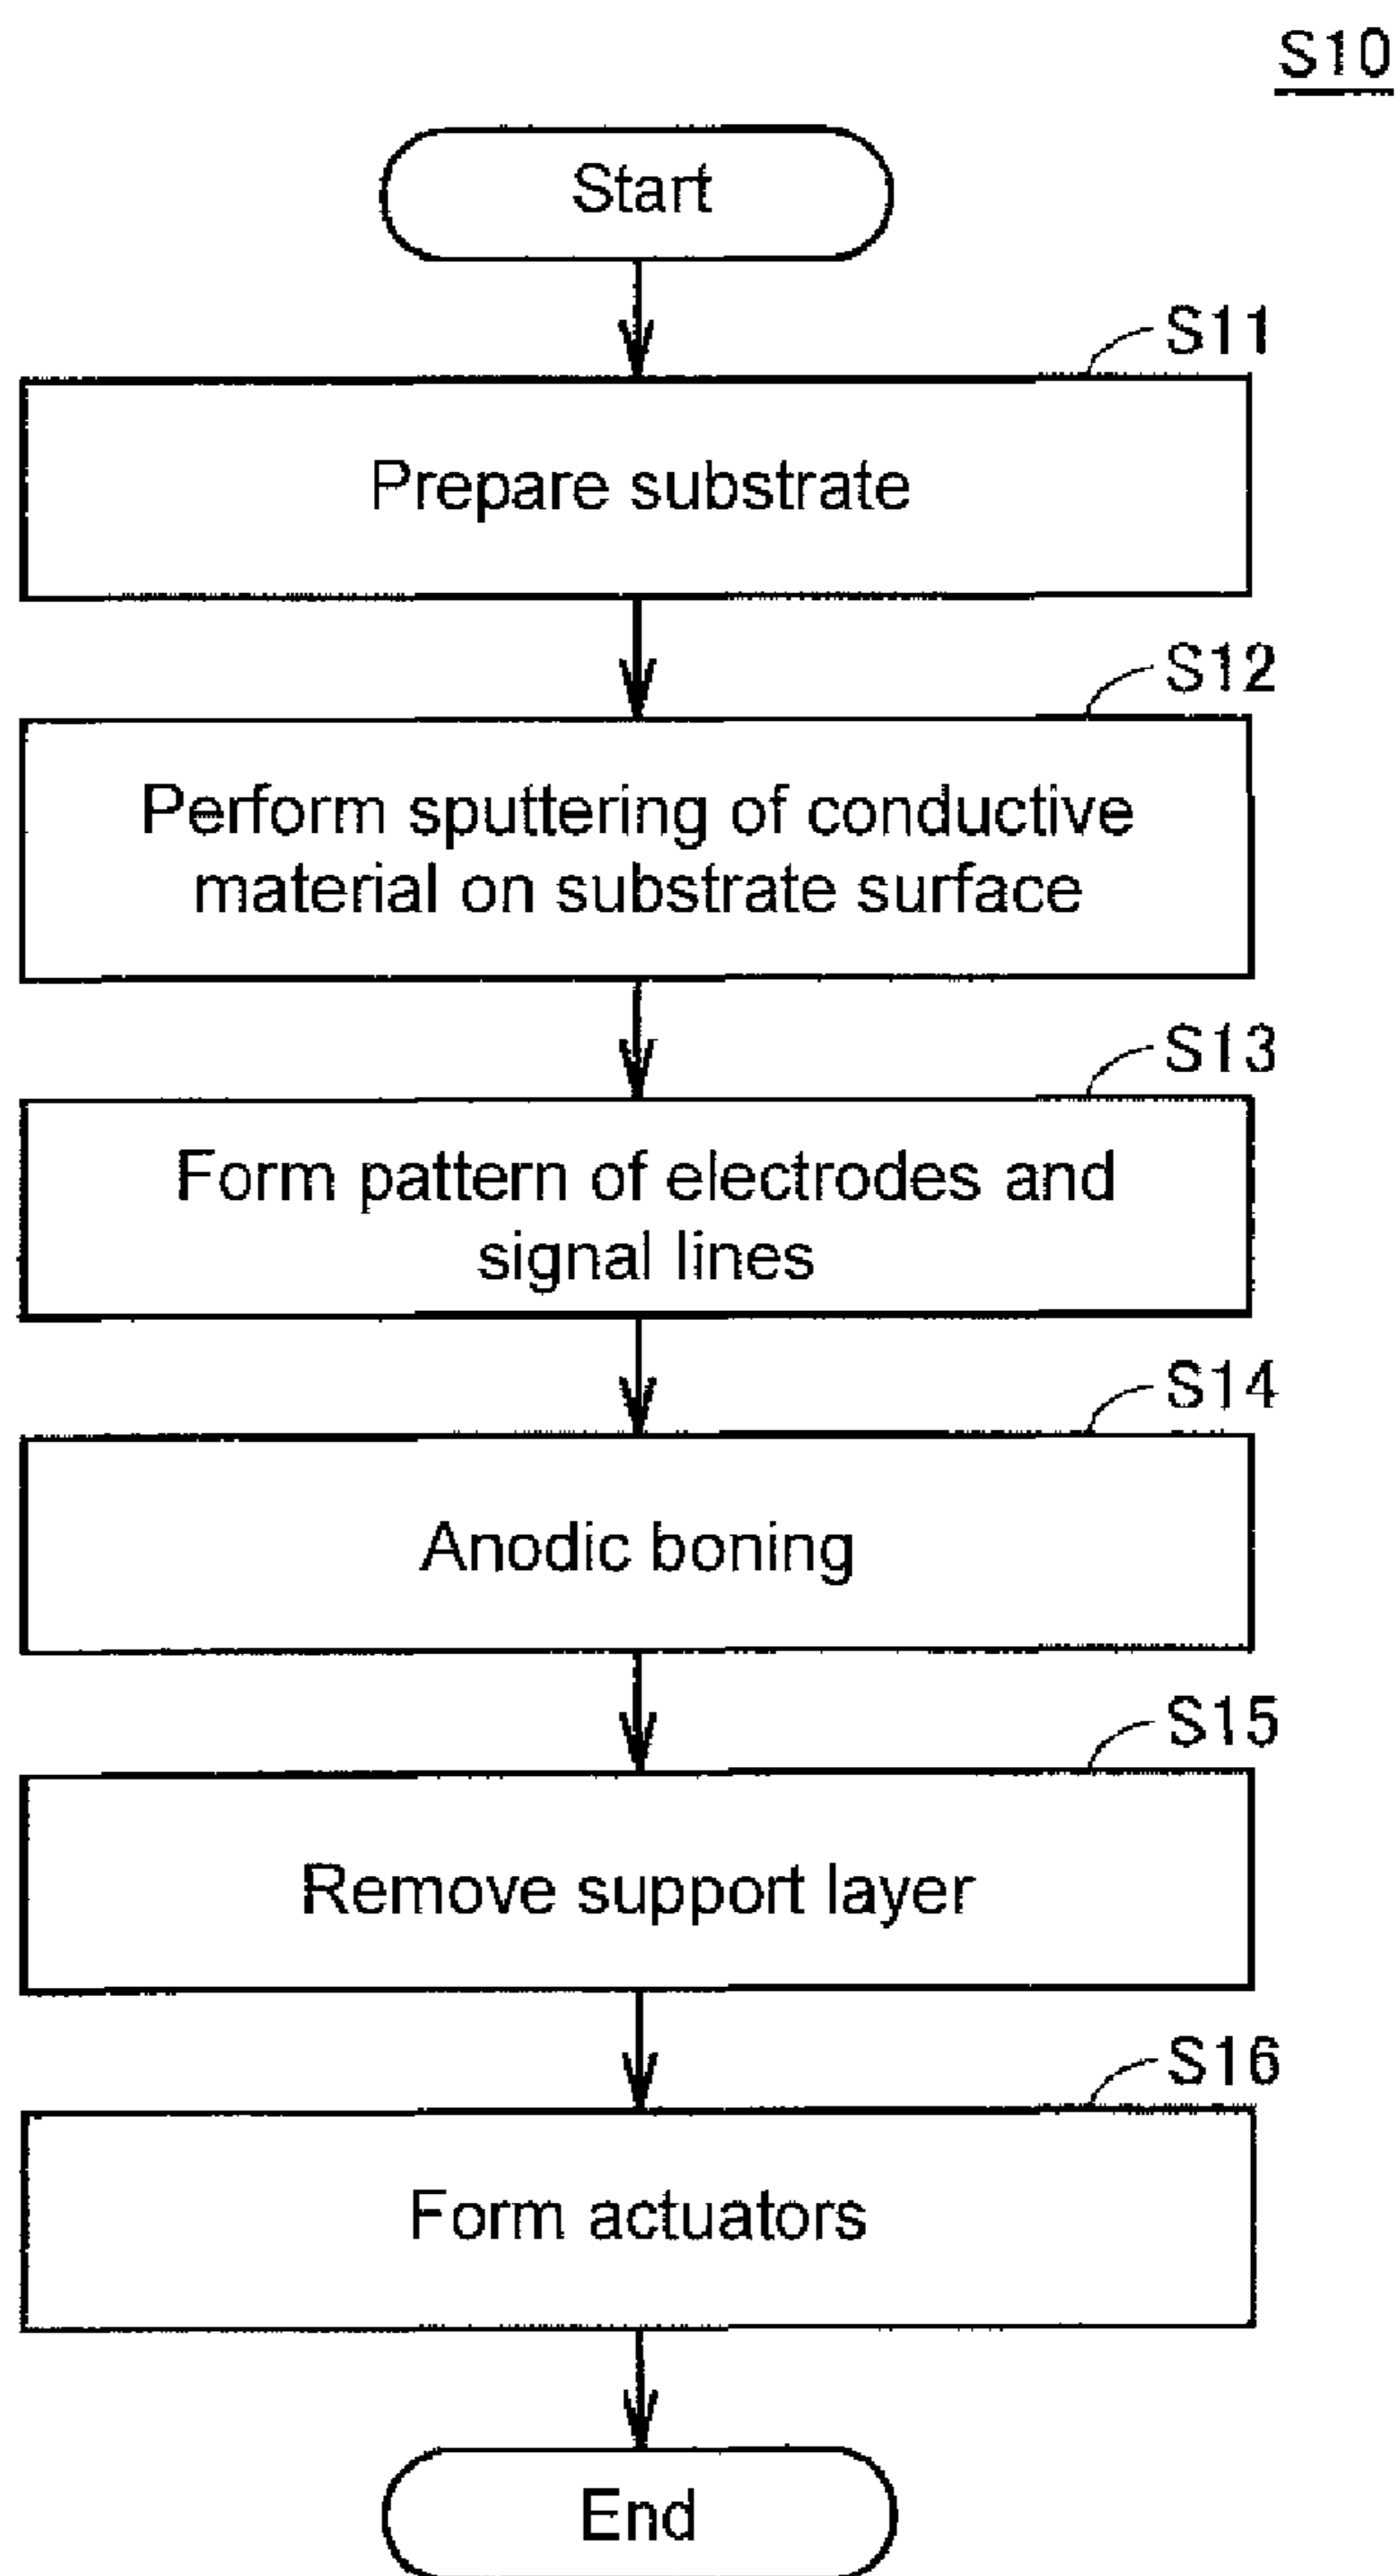 S10
Start
S11
Prepare substrate
S12
Perform sputtering of conductive
material on substrate surface
S13
Form pattern of electrodes and
signal lines
S14
Anodic boning
S15
Remove support layer
S16
Form actuators
End